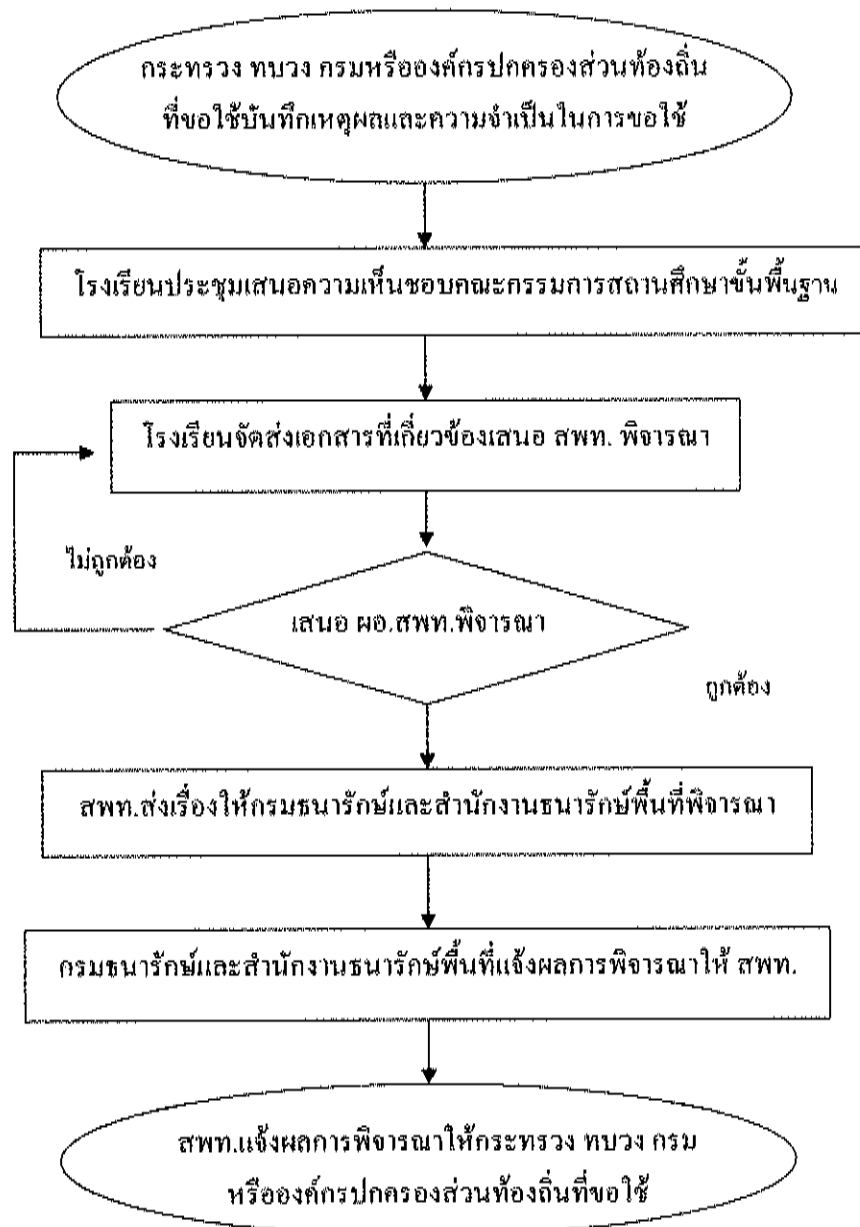 กระทรวง ทบวง กรมหรือองค์กรปกครองส่วนท้องถิ่น
ที่ขอใช้บันทึกเหตุผลและความจำเป็นในการขอใช้
โรงเรียนประชุมเสนอความเห็นชอบคณะกรรมการสถานศึกษาขั้นพื้นฐาน
โรงเรียนจัดส่งเอกสารที่เกี่ยวข้องเสนอ สพท. พิจารณา
ไม่ถูกต้อง
เสนอ ผอ.สพท.พิจารณา
ถูกต้อง
สพท.ส่งเรื่องให้กรมธนารักษ์และสำนักงานธนารักษ์พื้นที่พิจารณา
กรมธนารักษ์และสำนักงานธนารักษ์พื้นที่แจ้งผลการพิจารณาให้ สพท.
สพท.แจ้งผลการพิจารณาให้กระทรวง ทบวง กรม
หรือองค์กรปกครองส่วนท้องถิ่นที่ขอใช้